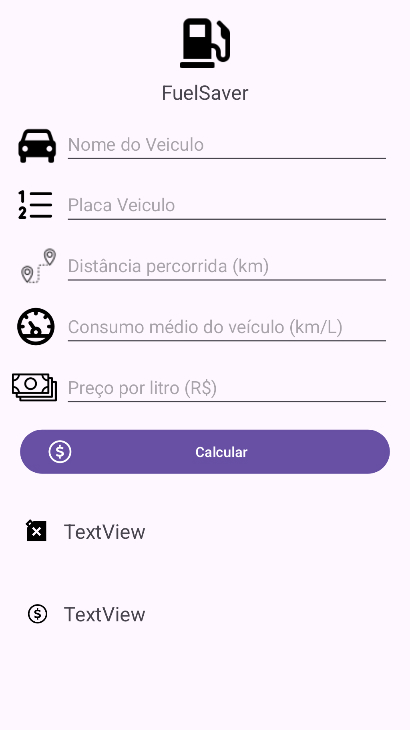 FuelSaver
Nome do Veiculo
1
2
Placa Veiculo
Distância percorrida (km)
Consumo médio do veículo (km/L)
Preço por litro (R$)
$ Calcular
TextView
$ TextView